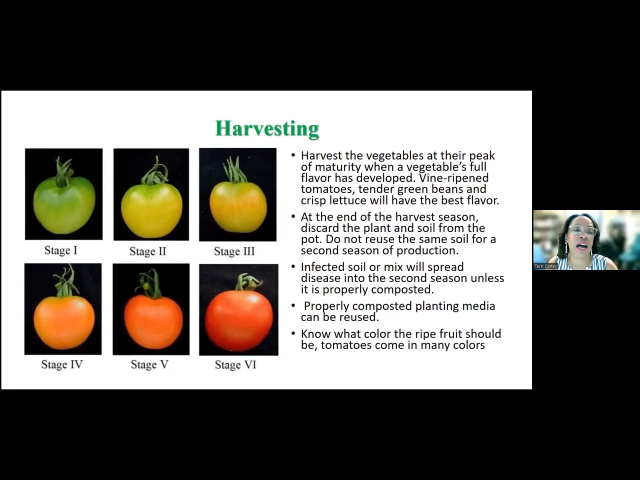 Harvesting
Stage I
Stage II
Stage III
Stage IV
Stage V
Stage VI
• Harvest the vegetables at their peak
of maturity when a vegetable's full
flavor has developed. Vine-ripened
tomatoes, tender green beans and
crisp lettuce will have the best flavor.
• At the end of the harvest season,
discard the plant and soil from the
pot. Do not reuse the same soil for a
second season of production.
• Infected soil or mix will spread
disease into the second season unless
it is properly composted.
• Properly composted planting media
can be reused.
• Know what color the ripe fruit should
be, tomatoes come in many colors